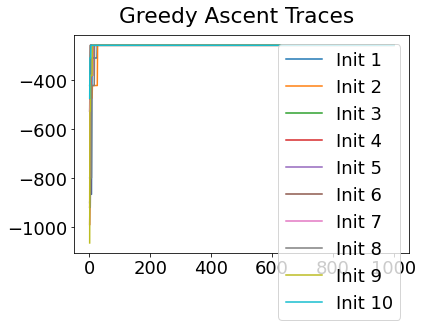 Greedy Ascent Traces
−400
−600
−800
−1000
0
200
400
600
800
1000
Init 1
Init 2
Init 3
Init 4
Init 5
Init 6
Init 7
Init 8
Init 9
Init 10